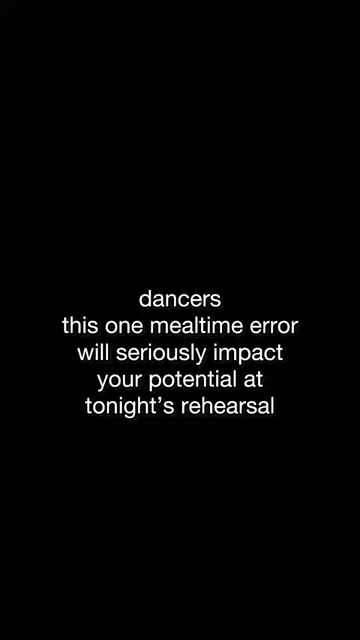 dancers
this one mealtime error
will seriously impact
your potential at
tonight’s rehearsal